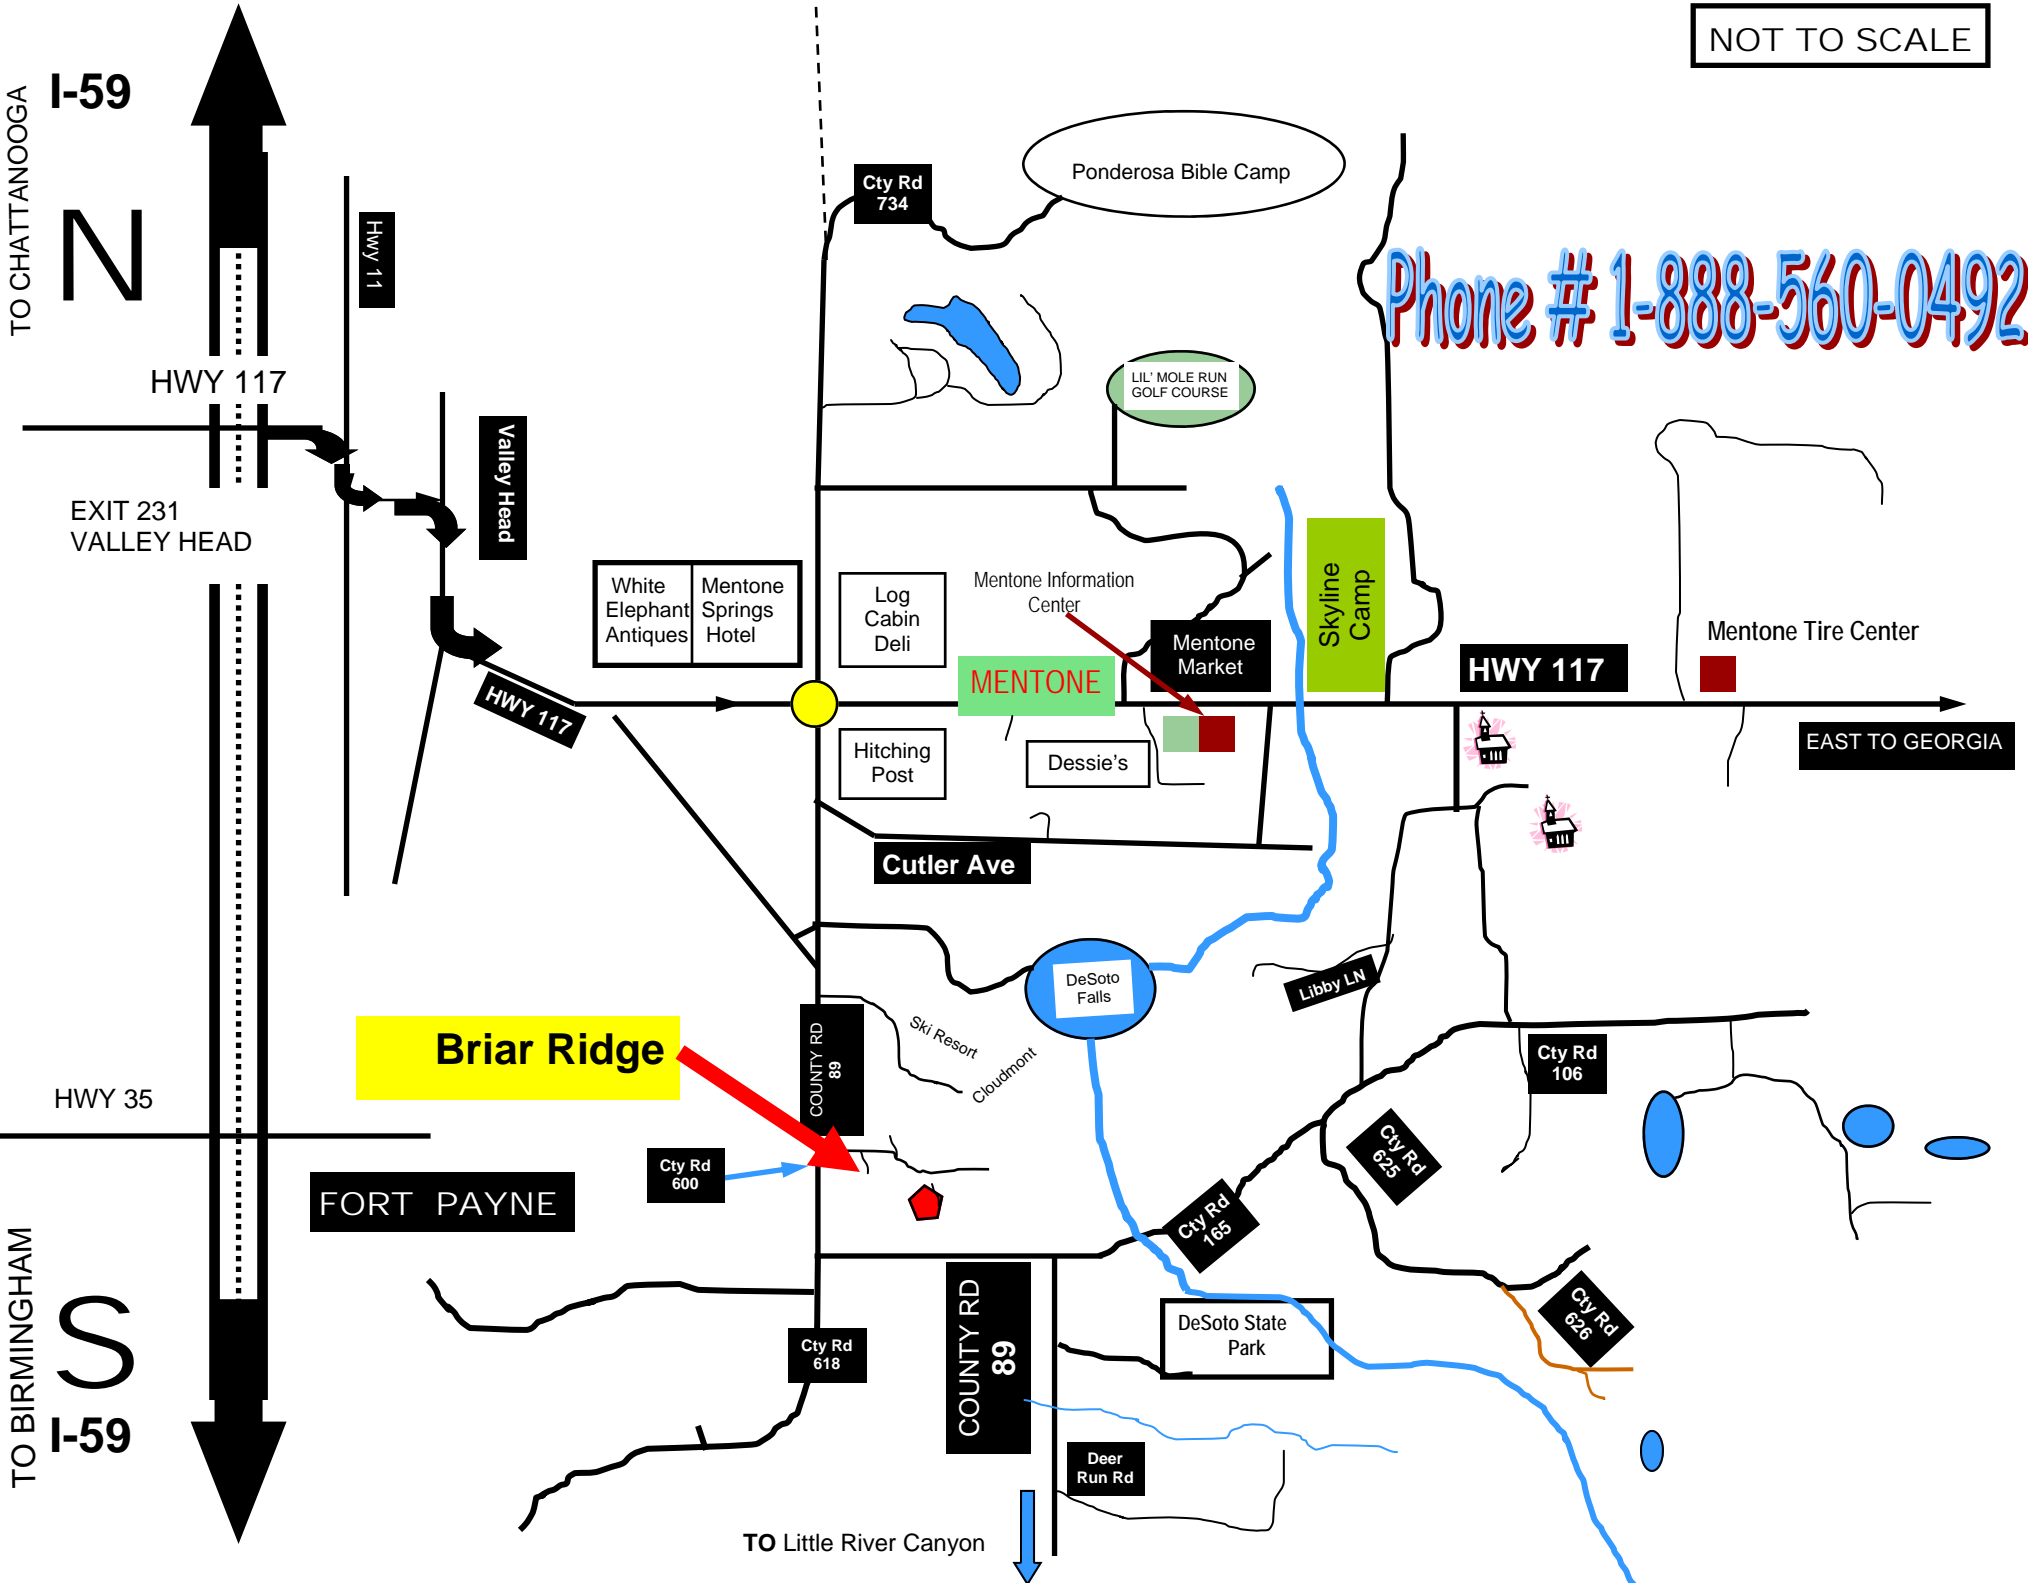 NOT TO SCALE
I-59
TO CHATTANOOGA
N
Hwy 11
Cty Rd
734
Ponderosa Bible Camp
Phone # 1-888-560-0492
HWY 117
LIL' MOLE RUN
GOLF COURSE
Valley Head
EXIT 231
VALLEY HEAD
White
Elephant
Antiques
Mentone
Springs
Hotel
Log
Cabin
Deli
Mentone Information
Center
Mentone
Market
Skyline
Camp
Mentone Tire Center
HWY 117
MENTONE
HWY 117
Hitching
Post
Dessie's
EAST TO GEORGIA
Cutler Ave
DeSoto
Falls
Libby LN
Ski Resort
Cloudmont
COUNTY RD
89
Briar Ridge
Cty Rd
106
HWY 35
Cty Rd
600
Cty Rd
625
FORT PAYNE
Cty Rd
165
TO BIRMINGHAM
S
I-59
Cty Rd
618
COUNTY RD
89
DeSoto State
Park
Cty Rd
626
Deer
Run Rd
TO Little River Canyon